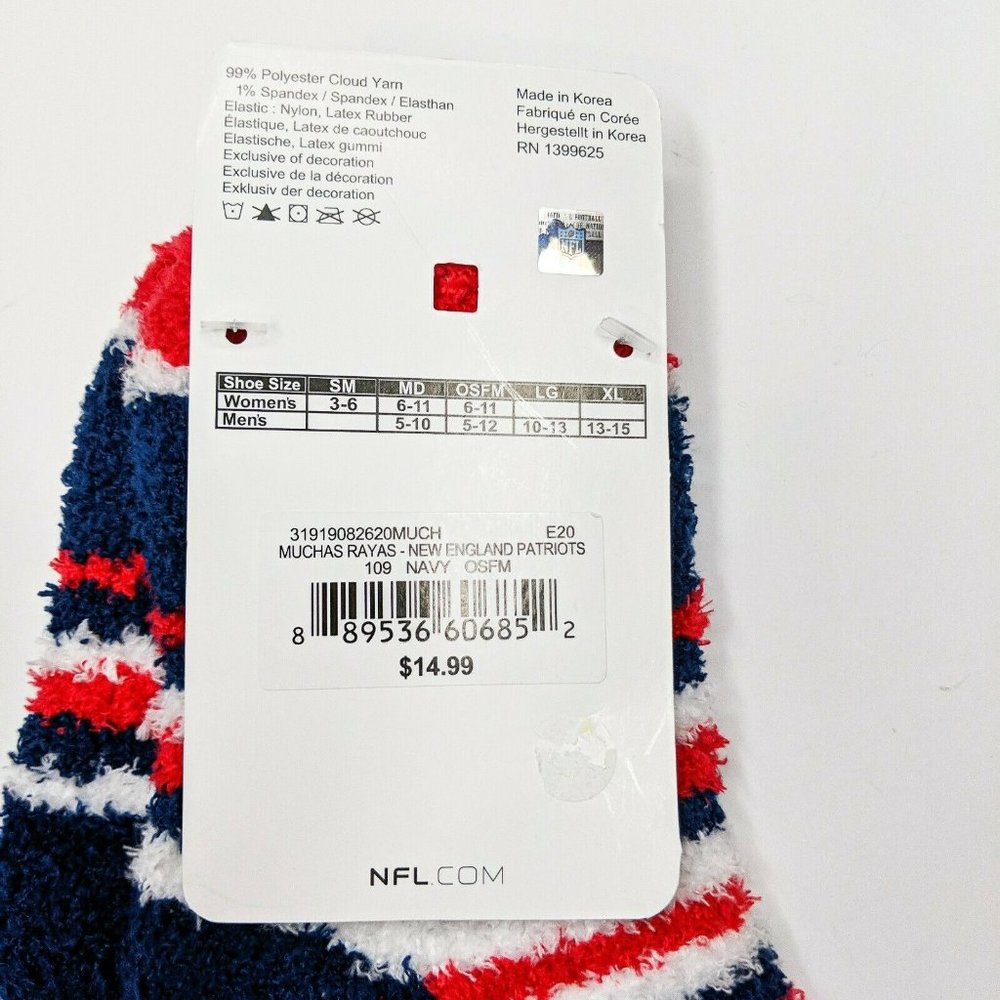 99% Polyester Cloud Yarn
1% Spandex / Spandex / Elasthan
Elastic : Nylon, Latex Rubber
Élastique, Latex de caoutchouc
Elastische, Latex gummi
Exclusive of decoration
Exclusive de la décoration
Exklusiv der decoration
Made in Korea
Fabriqué en Corée
Hergestellt in Korea
RN 1399625
NFL
Shoe Size SM MD OSFM LG XL
Women's 3-6 6-11 6-11
Men's 5-10 5-12 10-13 13-15
31919082620MUCH E20
MUCHAS RAYAS - NEW ENGLAND PATRIOTS
109 NAVY OSFM
8 89536 60685 2
$14.99
NFL.COM